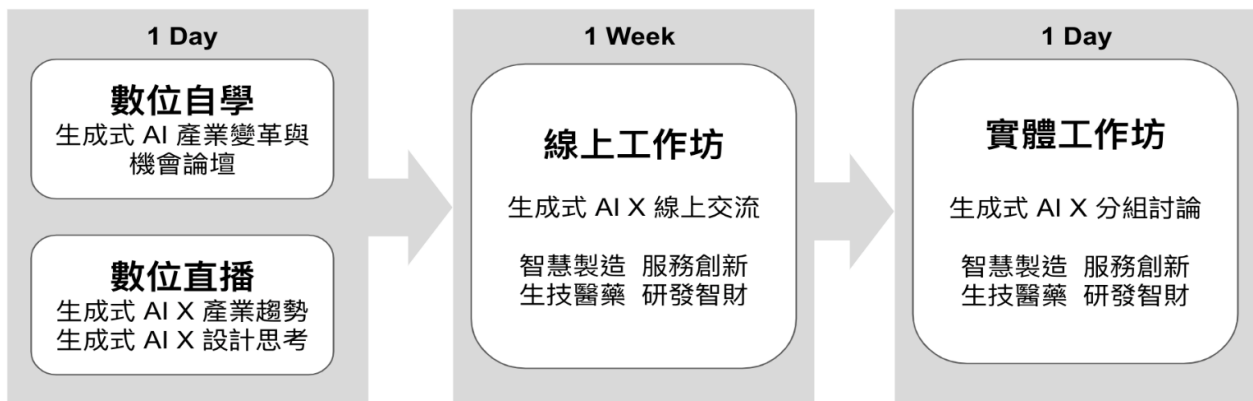 1 Day
數位自學
生成式 AI 產業變革與
機會論壇
數位直播
生成式 AI X 產業趨勢
生成式 AI X 設計思考
1 Week
線上工作坊
生成式 AI X 線上交流
智慧製造 服務創新
生技醫藥 研發智財
1 Day
實體工作坊
生成式 AI X 分組討論
智慧製造 服務創新
生技醫藥 研發智財